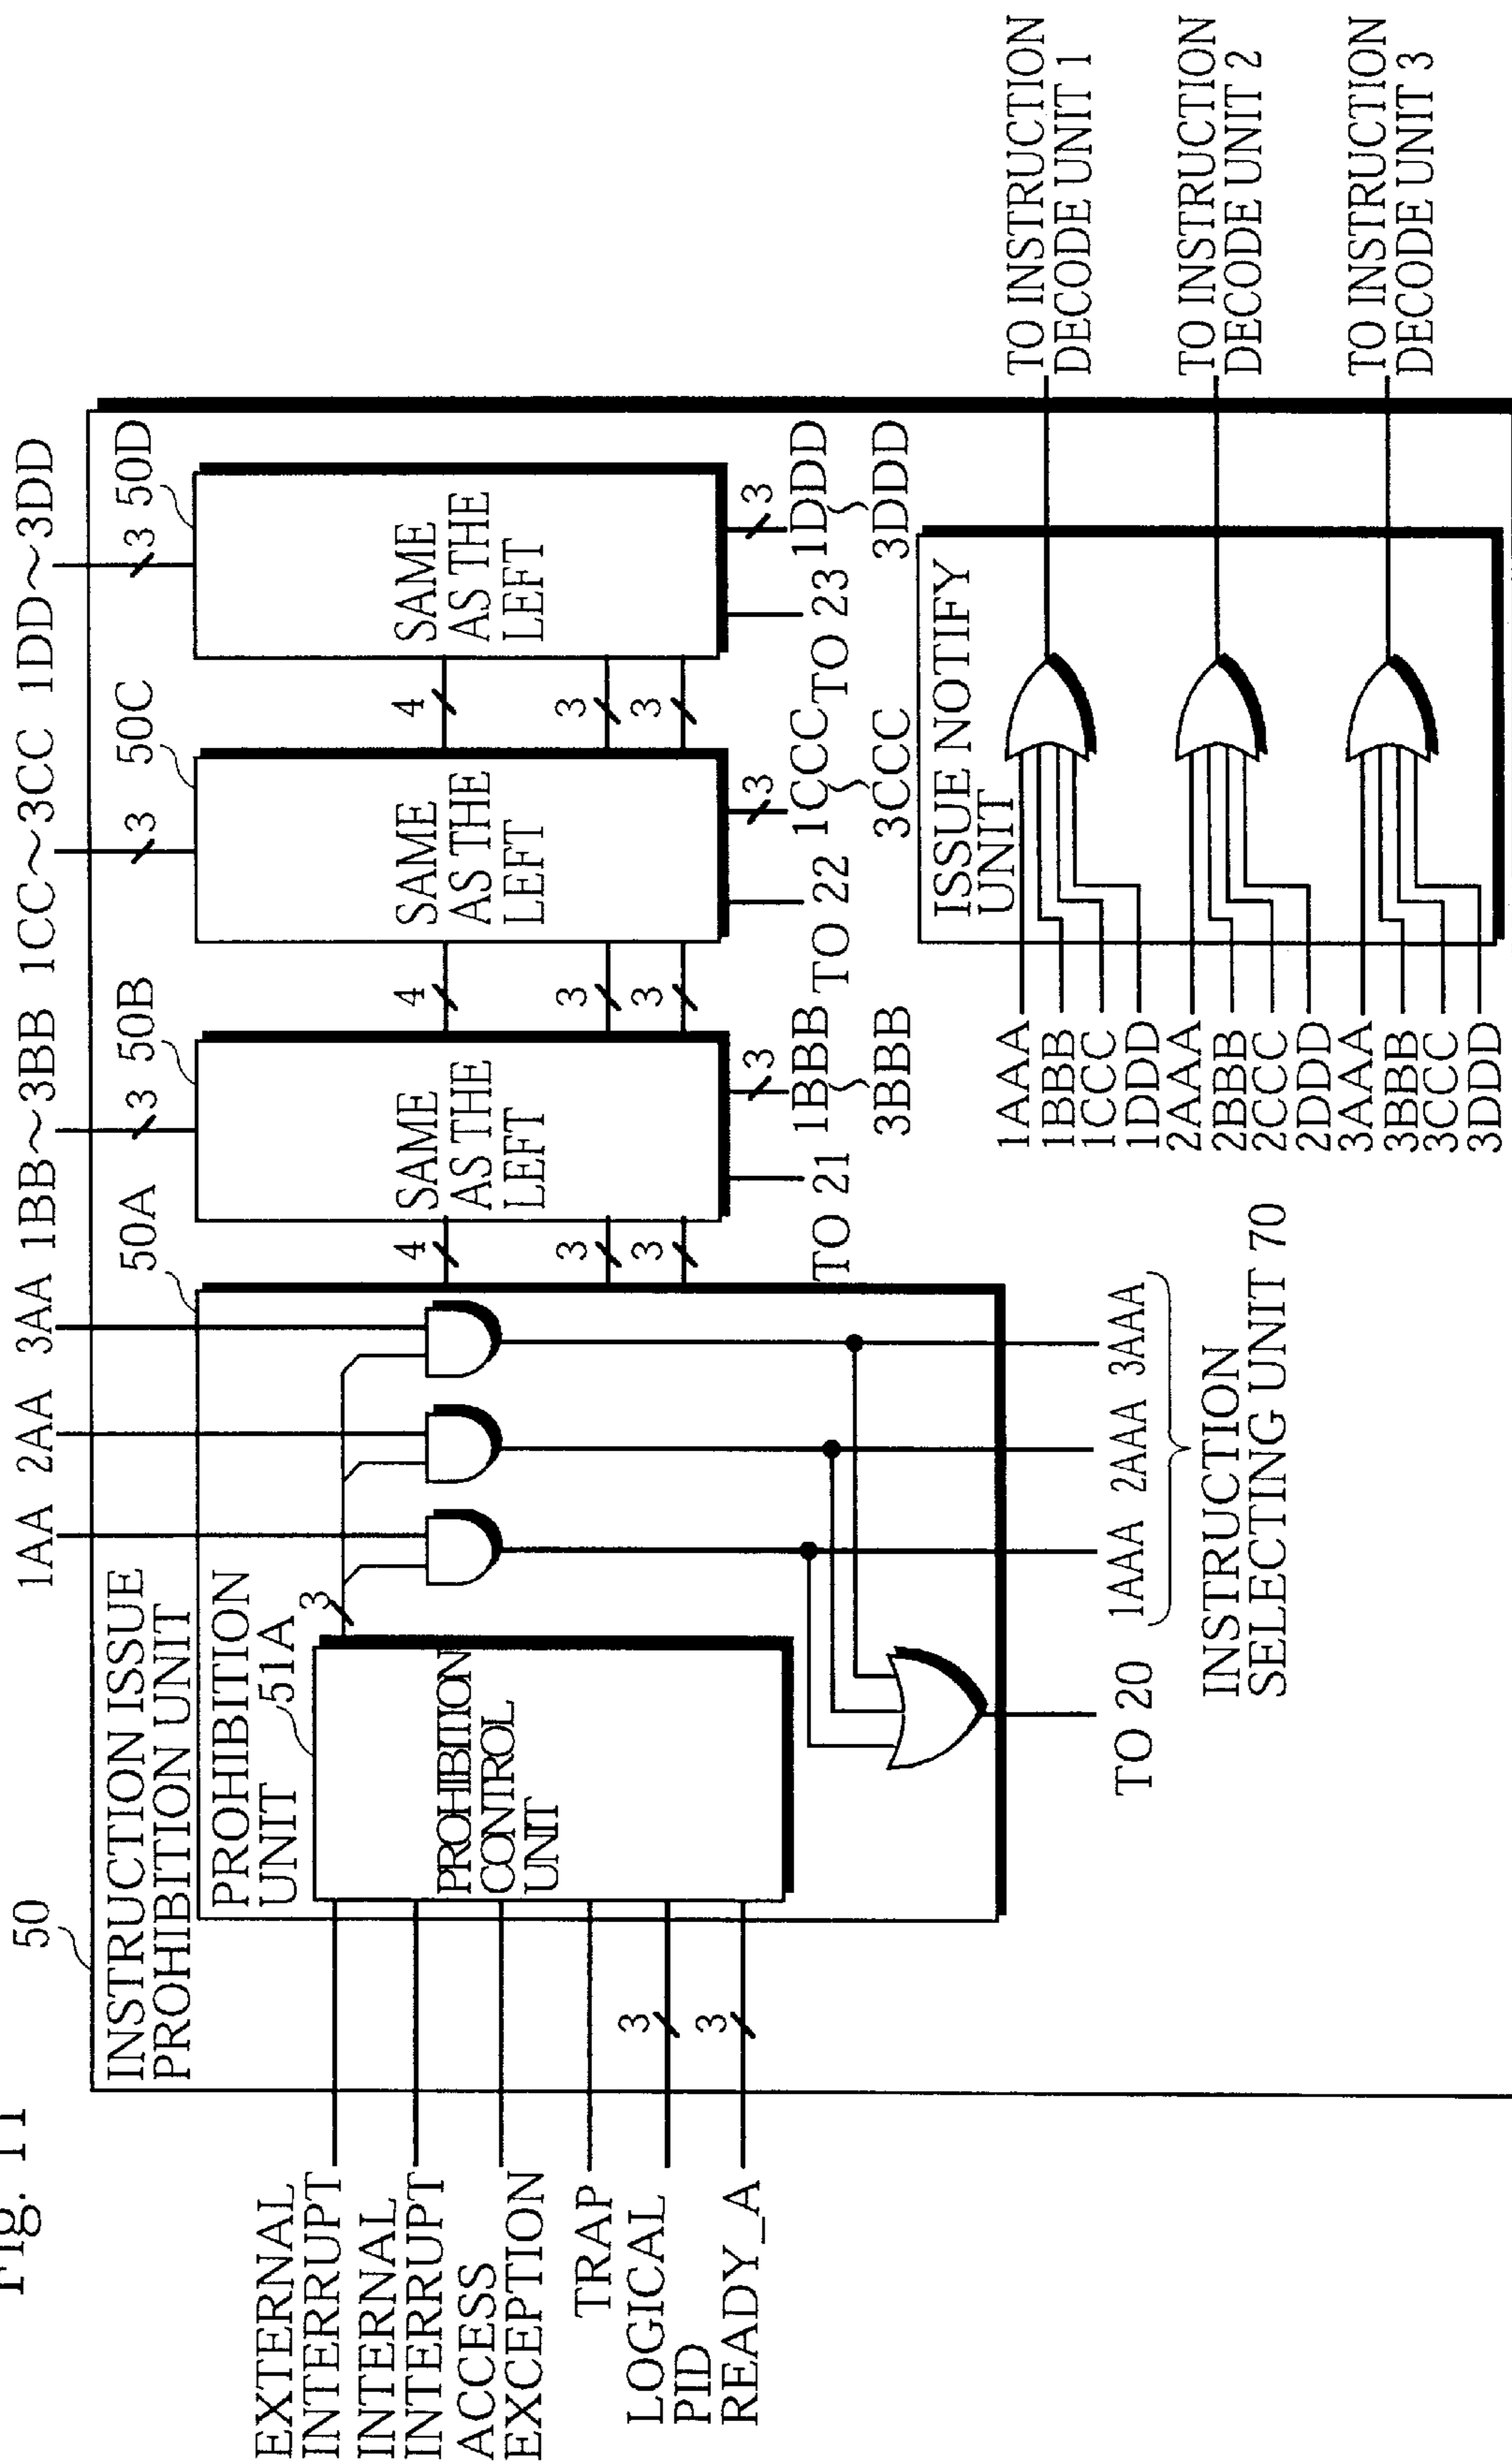 Fig. 11
50
1AA 2AA 3AA 1BB~3BB 1CC~3CC 1DD~3DD
INSTRUCTION ISSUE
PROHIBITION UNIT
50A
3
50B
3
50C
3
50D
PROHIBITION
UNIT
51A
3
PROHIBITION
CONTROL
UNIT
EXTERNAL
INTERRUPT
INTERNAL
INTERRUPT
ACCESS
EXCEPTION
TRAP
LOGICAL
PID
3
READY_A
3
4
3
3
SAME
AS THE
LEFT
4
3
3
SAME
AS THE
LEFT
4
3
3
SAME
AS THE
LEFT
TO 21
3
1BBB
~
3BBB
TO 22
3
1CCC
~
3CCC
TO 23
3
1DDD
~
3DDD
TO 20
1AAA 2AAA 3AAA
INSTRUCTION
SELECTING UNIT 70
ISSUE NOTIFY
UNIT
1AAA
1BBB
1CCC
1DDD
2AAA
2BBB
2CCC
2DDD
3AAA
3BBB
3CCC
3DDD
TO INSTRUCTION
DECODE UNIT 1
TO INSTRUCTION
DECODE UNIT 2
TO INSTRUCTION
DECODE UNIT 3